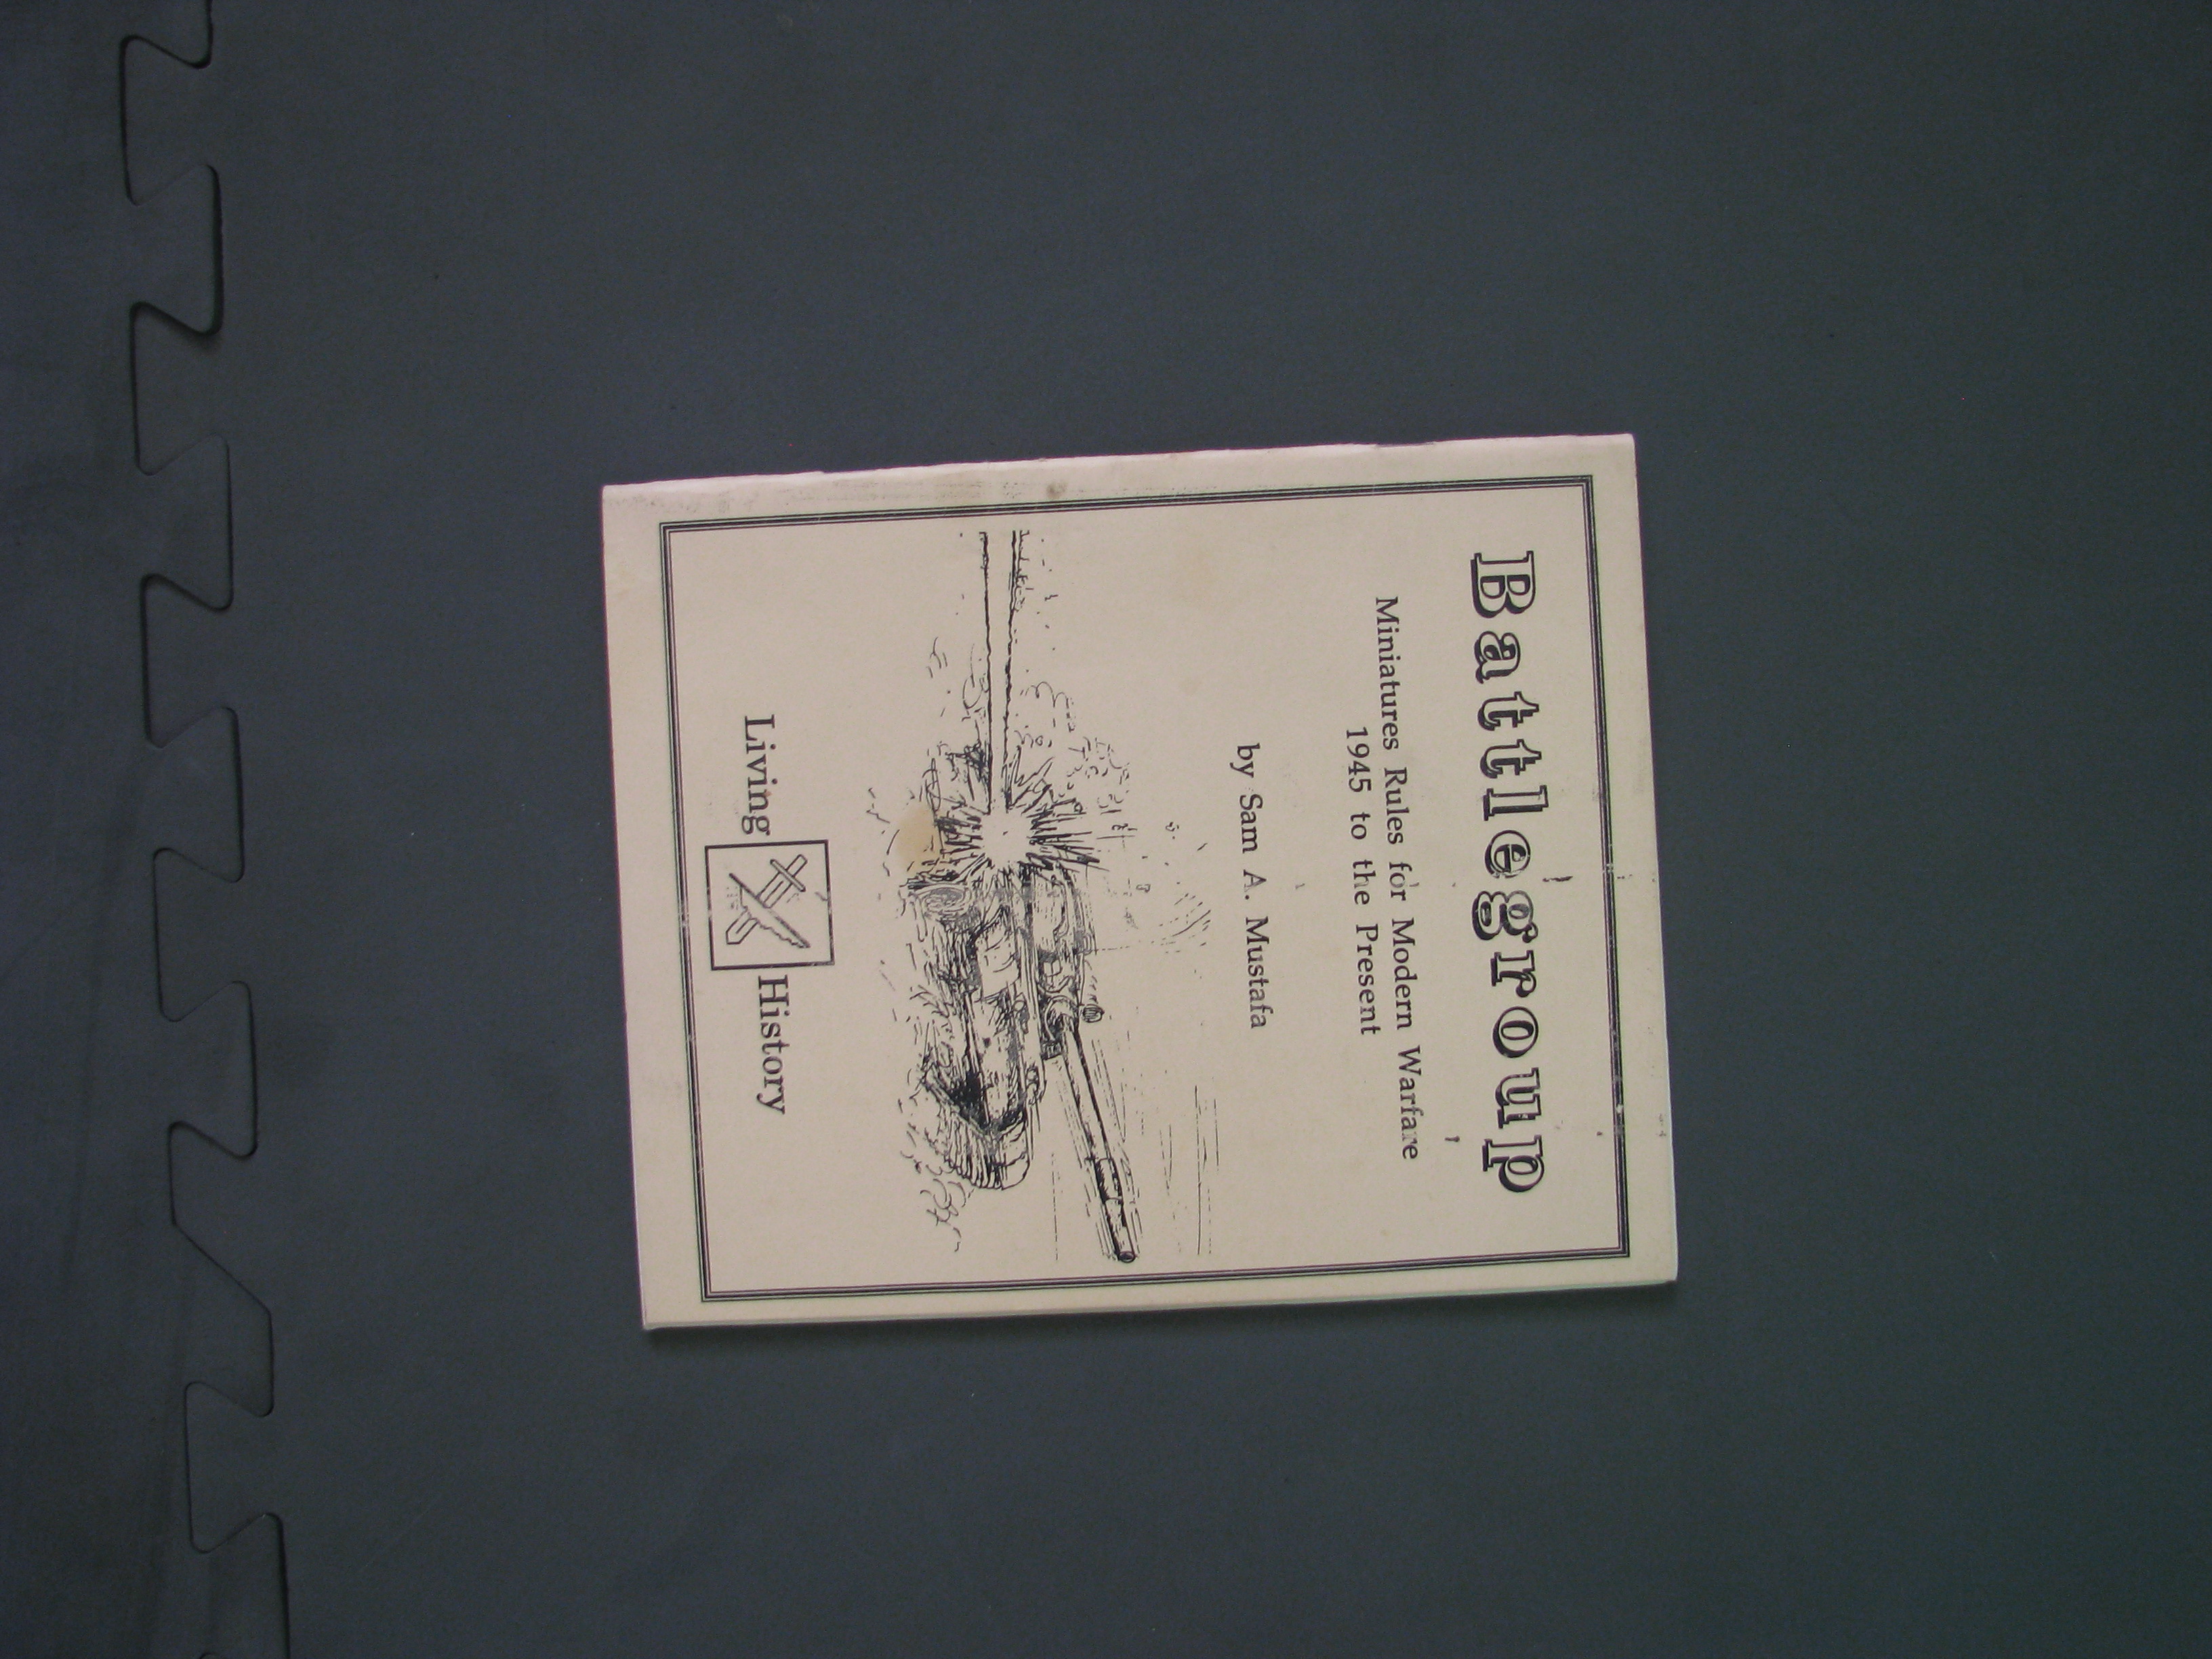 Battlegroup
Miniatures Rules for Modern Warfare
1945 to the Present
by Sam A. Mustafa
Living History